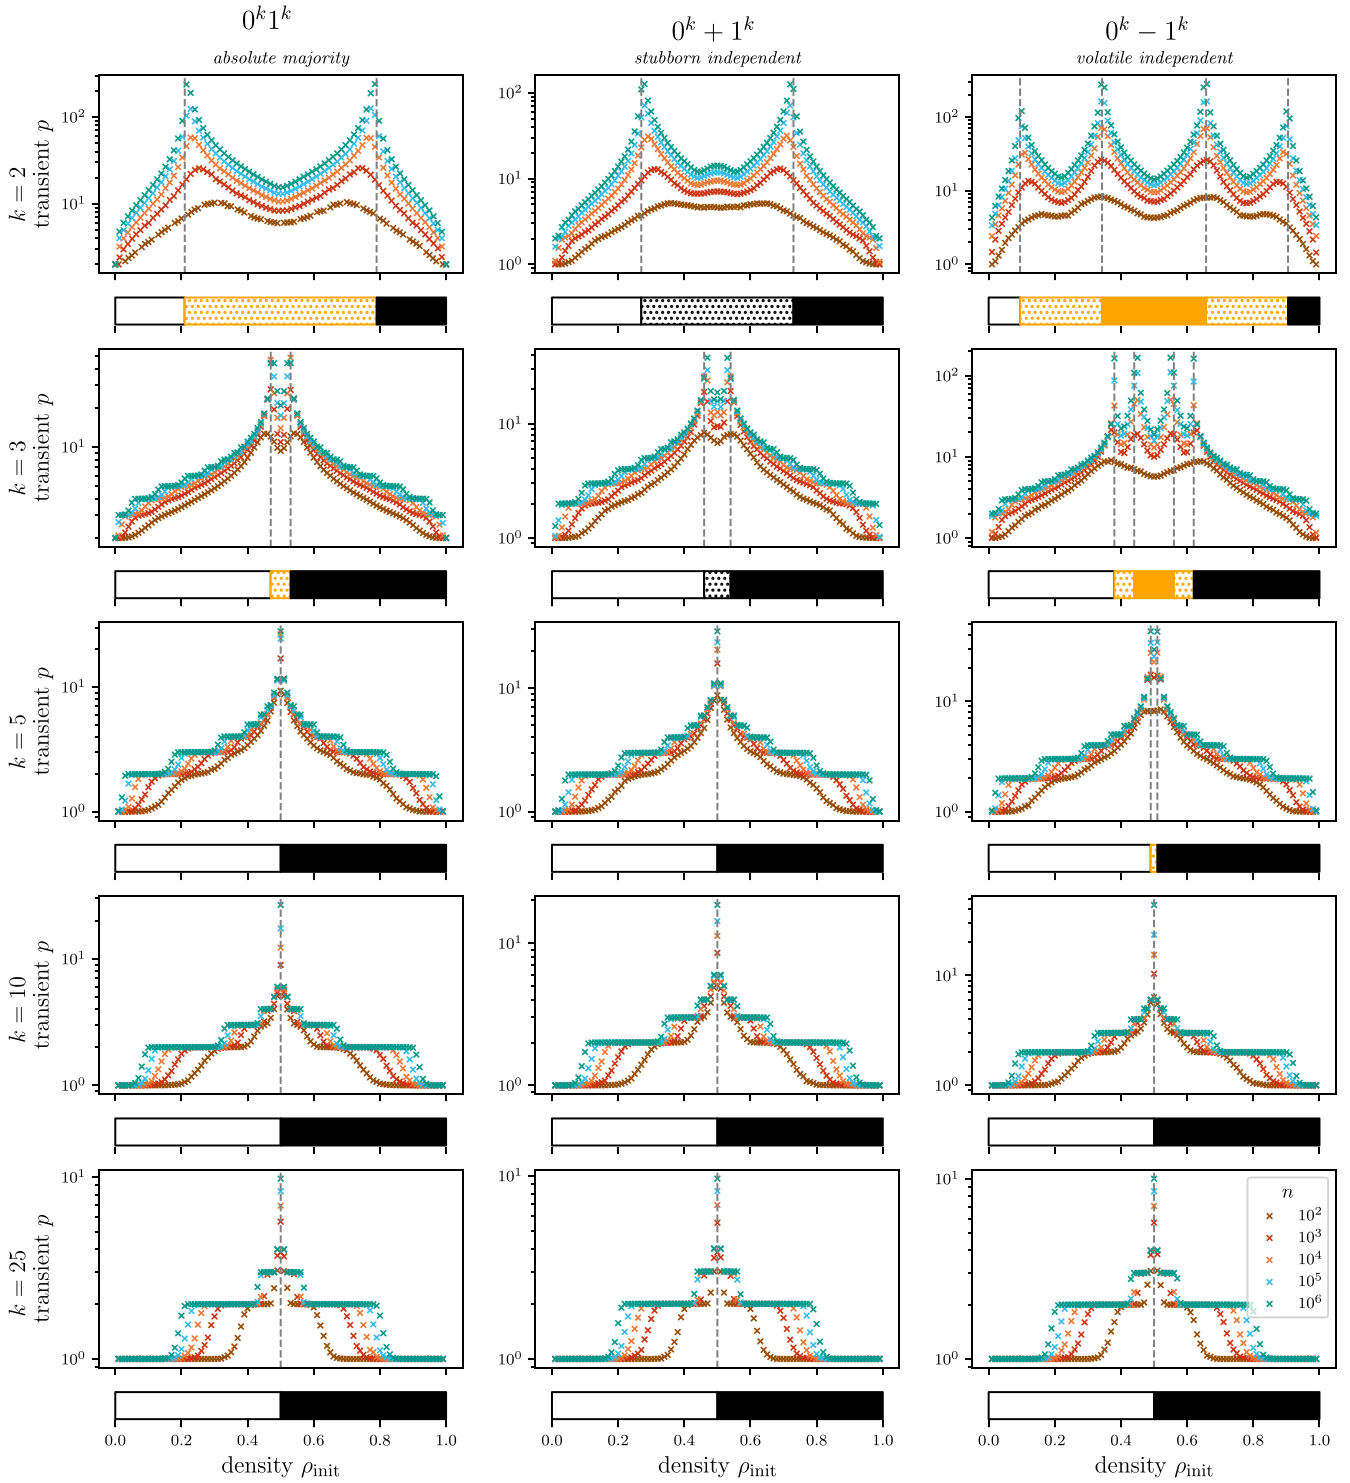 0^k1^k
absolute majority
0^k + 1^k
stubborn independent
0^k − 1^k
volatile independent
k = 2
transient p
10^2
10^1
10^2
10^1
10^0
10^2
10^1
10^0
k = 3
transient p
10^1
10^1
10^0
10^2
10^1
10^0
k = 5
transient p
10^1
10^0
10^1
10^0
10^1
10^0
k = 10
transient p
10^1
10^0
10^1
10^0
10^1
10^0
k = 25
transient p
10^1
10^0
10^1
10^0
10^1
10^0
n
10^2
10^3
10^4
10^5
10^6
0.0 0.2 0.4 0.6 0.8 1.0
density ρ_init
0.0 0.2 0.4 0.6 0.8 1.0
density ρ_init
0.0 0.2 0.4 0.6 0.8 1.0
density ρ_init